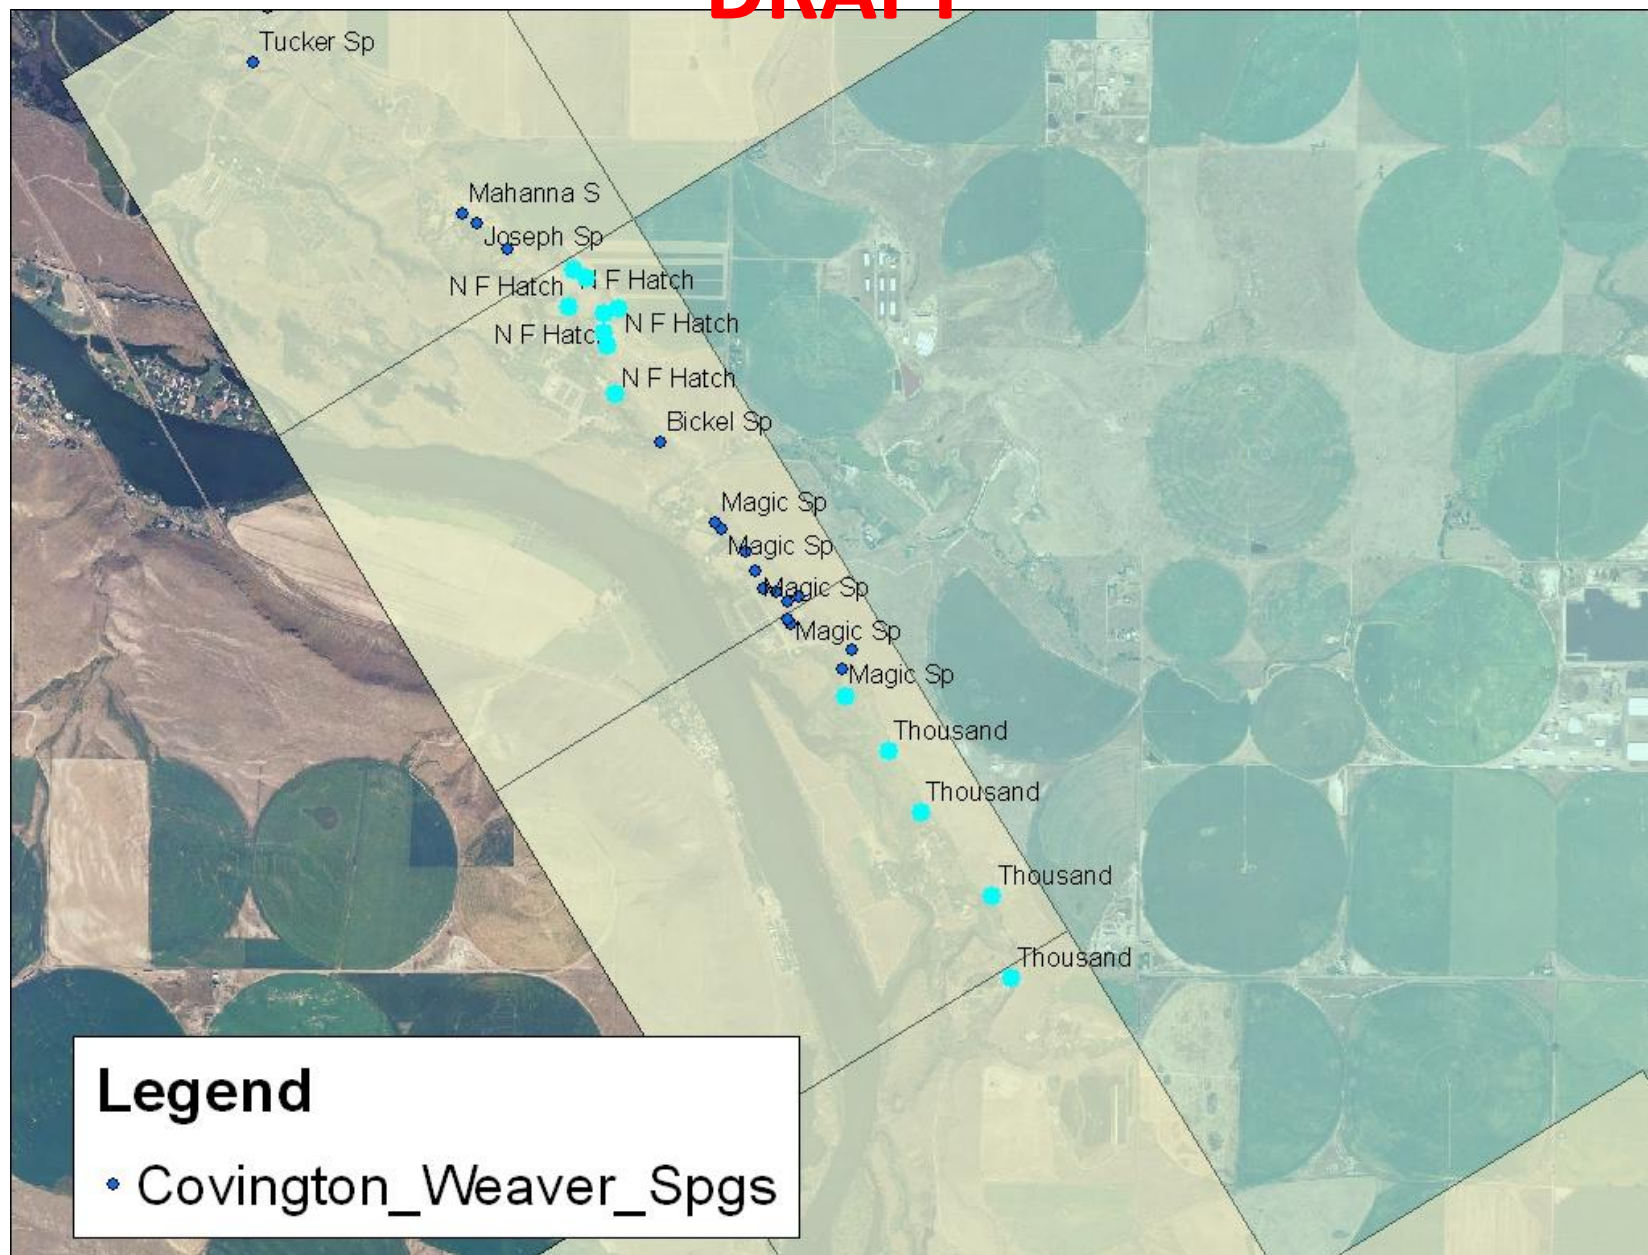 DRAFT
Tucker Sp
Mahanna S
Joseph Sp
N F Hatch
N F Hatch
N F Hatch
N F Hatc
N F Hatch
Bickel Sp
Magic Sp
Magic Sp
Magic Sp
Magic Sp
Magic Sp
Thousand
Thousand
Thousand
Thousand
Legend
Covington_Weaver_Spgs